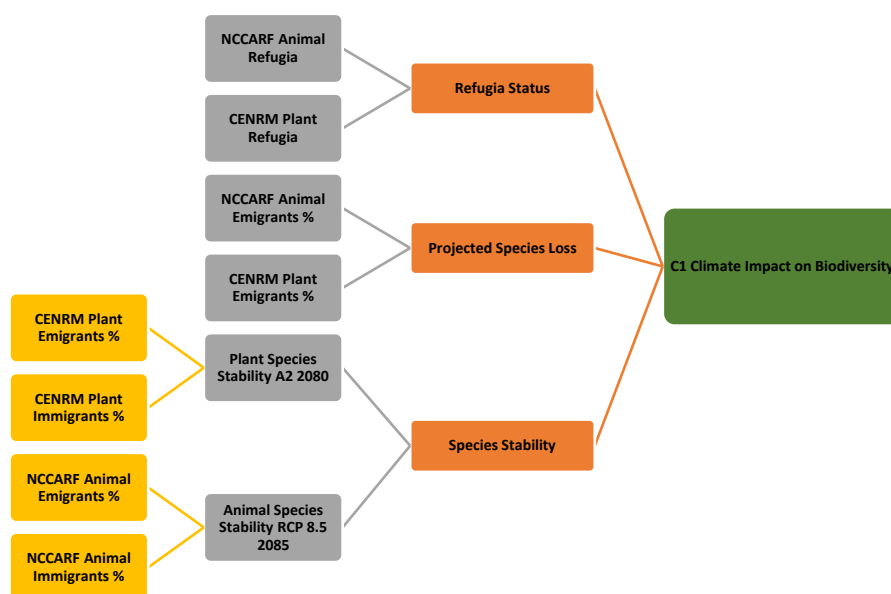 NCCARF Animal
Refugia
CENRM Plant
Refugia
Refugia Status
NCCARF Animal
Emigrants %
CENRM Plant
Emigrants %
Projected Species Loss
C1 Climate Impact on Biodiversity
CENRM Plant
Emigrants %
CENRM Plant
Immigrants %
Plant Species
Stability A2 2080
NCCARF Animal
Emigrants %
NCCARF Animal
Immigrants %
Animal Species
Stability RCP 8.5
2085
Species Stability